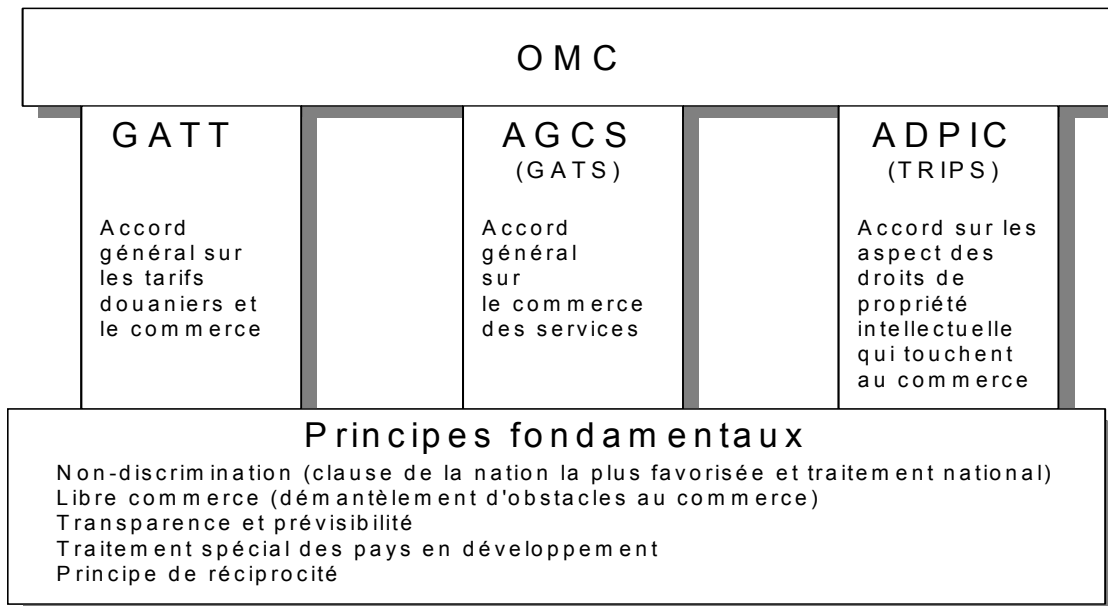 OMC
GATT
Accord
général sur
les tarifs
douaniers et
le commerce
AGCS
(GATS)
Accord
général
sur
le commerce
des services
ADPIC
(TRIPS)
Accord sur les
aspect des
droits de
propriété
intellectuelle
qui touchent
au commerce
Principes fondamentaux
Non-discrimination (clause de la nation la plus favorisée et traitement national)
Libre commerce (démantèlement d'obstacles au commerce)
Transparence et prévisibilité
Traitement spécial des pays en développement
Principe de réciprocité